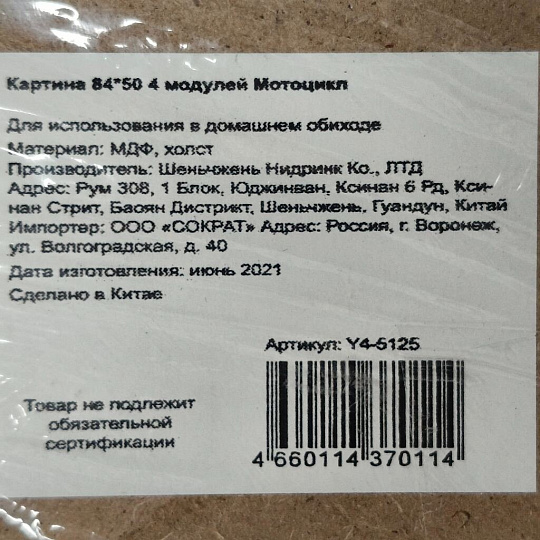 Картина 84*50 4 модулей Мотоцикл
Для использования в домашнем обиходе
Материал: МДФ, холст
Производитель: Шеньчжень Нидринк Ко., ЛТД
Адрес: Рум 308, 1 Блок, Юджинван, Ксинан 6 Рд, Кси-
нан Стрит, Баоян Дистрикт, Шеньчжень, Гуандун, Китай
Импортер: ООО «СОКРАТ» Адрес: Россия, г. Воронеж,
ул. Волгоградская, д. 40
Дата изготовления: июнь 2021
Сделано в Китае
Артикул: Y4-5125
Товар не подлежит
обязательной
сертификации
4 660114 370114